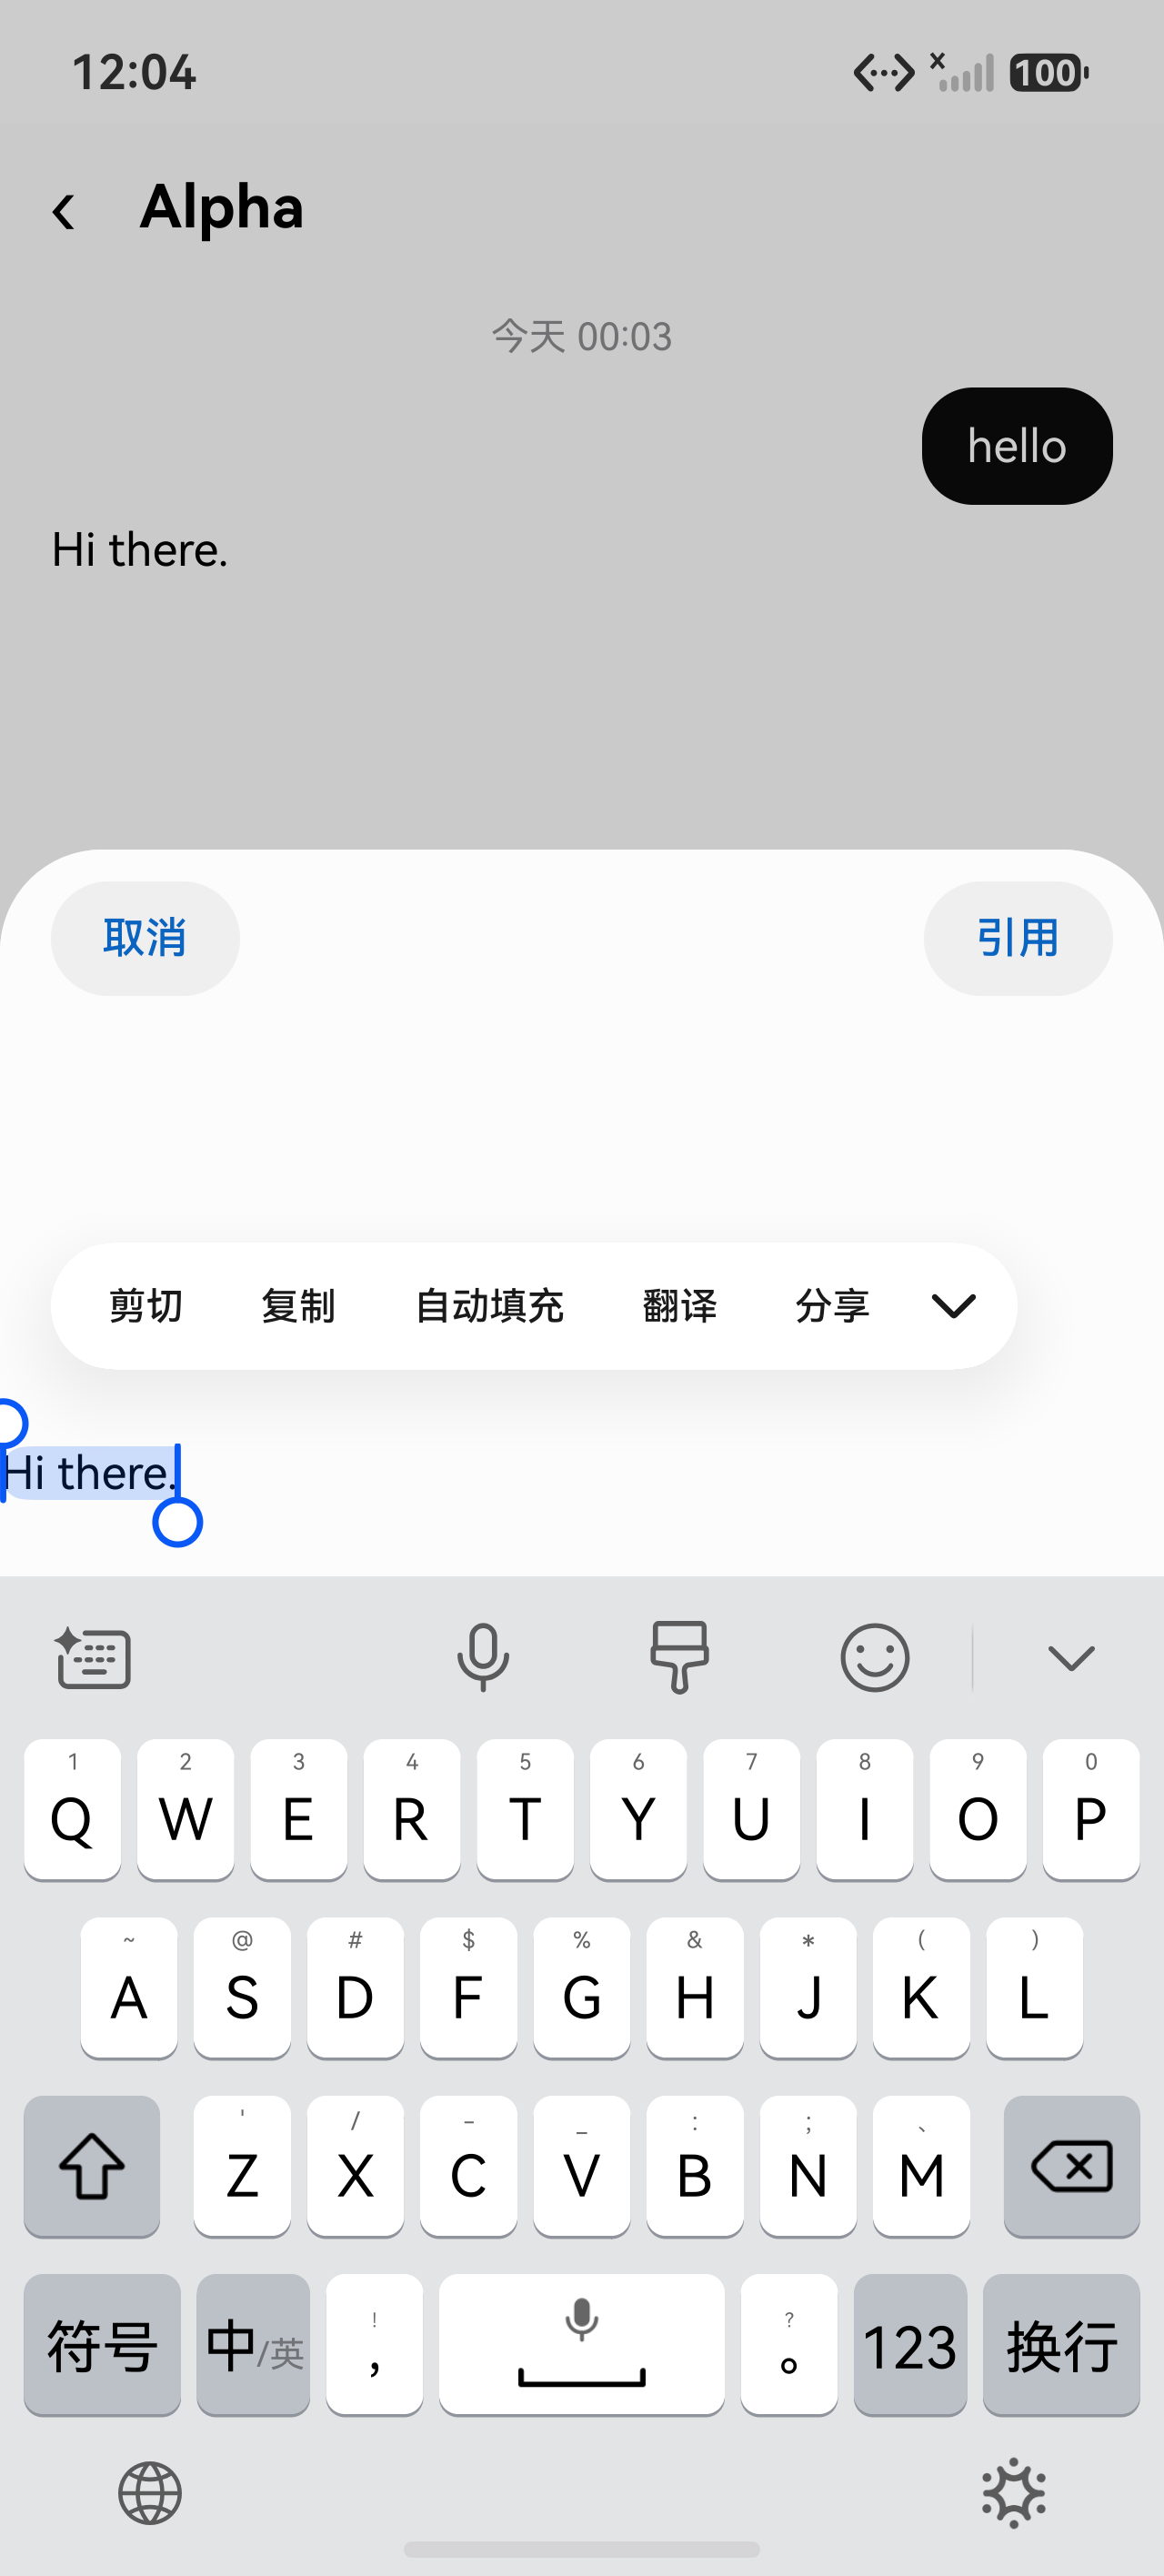 12:04 100
Alpha
今天 00:03
hello
Hi there.
取消 引用
剪切 复制 自动填充 翻译 分享
Hi there.
1 2 3 4 5 6 7 8 9 0
Q W E R T Y U I O P
~ @ # $ % & * ( )
A S D F G H J K L
' / - _ : ; 、
Z X C V B N M
! ?
符号 中/英 , 。 123 换行